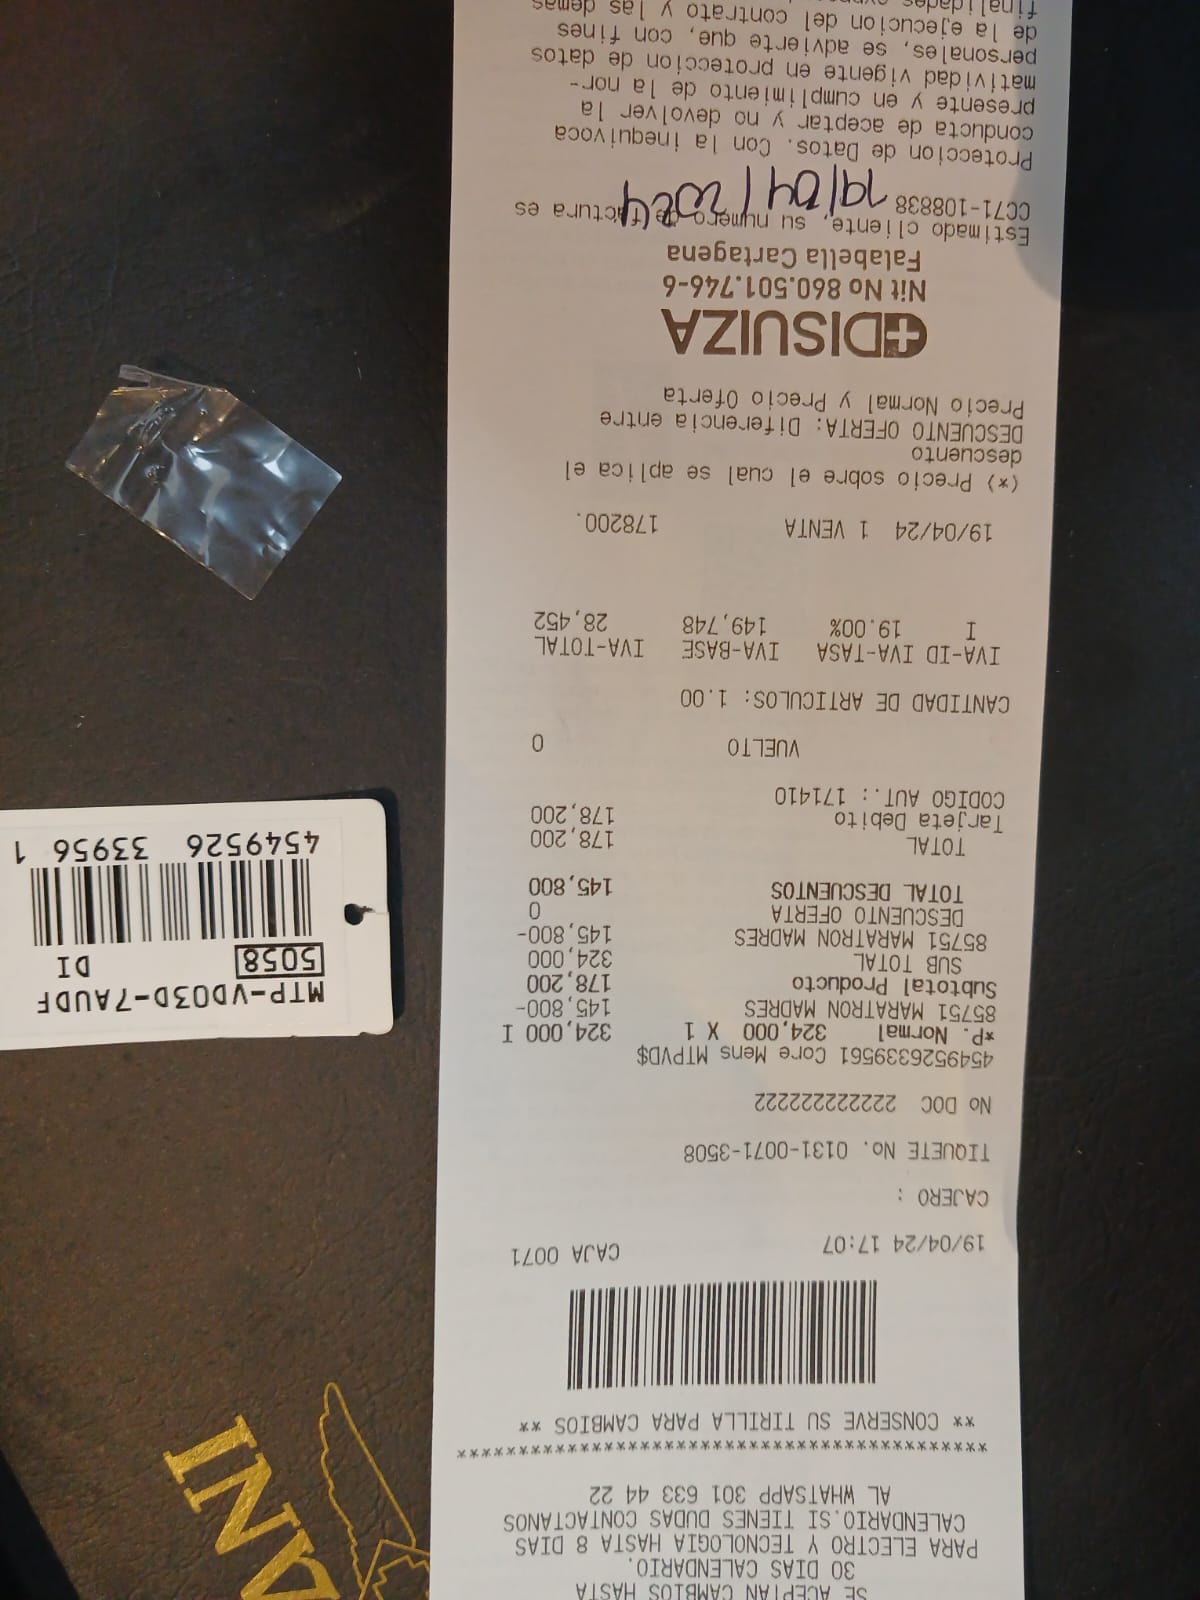 SE ACEPTAN CAMBIOS HASTA
30 DIAS CALENDARIO.
PARA ELECTRO Y TECNOLOGIA HASTA 8 DIAS
CALENDARIO.SI TIENES DUDAS CONTACTANOS
AL WHATSAPP 301 633 44 22
******************************************
** CONSERVE SU TIRILLA PARA CAMBIOS **
19/04/24 17:07 CAJA 0071
CAJERO :
TIQUETE No. 0131-0071-3508
No DOC 222222222222
4549526339561 Core Mens MTPVD$
*P. Normal 324,000 X 1 324,000 I
85751 MARATRON MADRES 145,800-
Subtotal Producto 178,200
SUB TOTAL 324,000
85751 MARATRON MADRES 145,800-
DESCUENTO OFERTA 0
TOTAL DESCUENTOS 145,800
TOTAL 178,200
Tarjeta Debito 178,200
CODIGO AUT.: 171410
VUELTO 0
CANTIDAD DE ARTICULOS: 1.00
IVA-ID IVA-TASA IVA-BASE IVA-TOTAL
I 19.00% 149,748 28,452
19/04/24 1 VENTA 178200.
(*) Precio sobre el cual se aplica el
descuento
DESCUENTO OFERTA: Diferencia entre
Precio Normal y Precio Oferta
DISUIZA
Nit No 860.501.746-6
Falabella Cartagena
Estimado cliente, su numero de factura es
CC71-108838
19/04/2024
Proteccion de Datos. Con la inequivoca
conducta de aceptar y no devolver la
presente y en cumplimiento de la nor-
matividad vigente en proteccion de datos
personales, se advierte que, con fines
de la ejecucion del contrato y las demas
finalidades
MTP-VD03D-7AUDF
5058 DI
4549526 33956 1
ANI